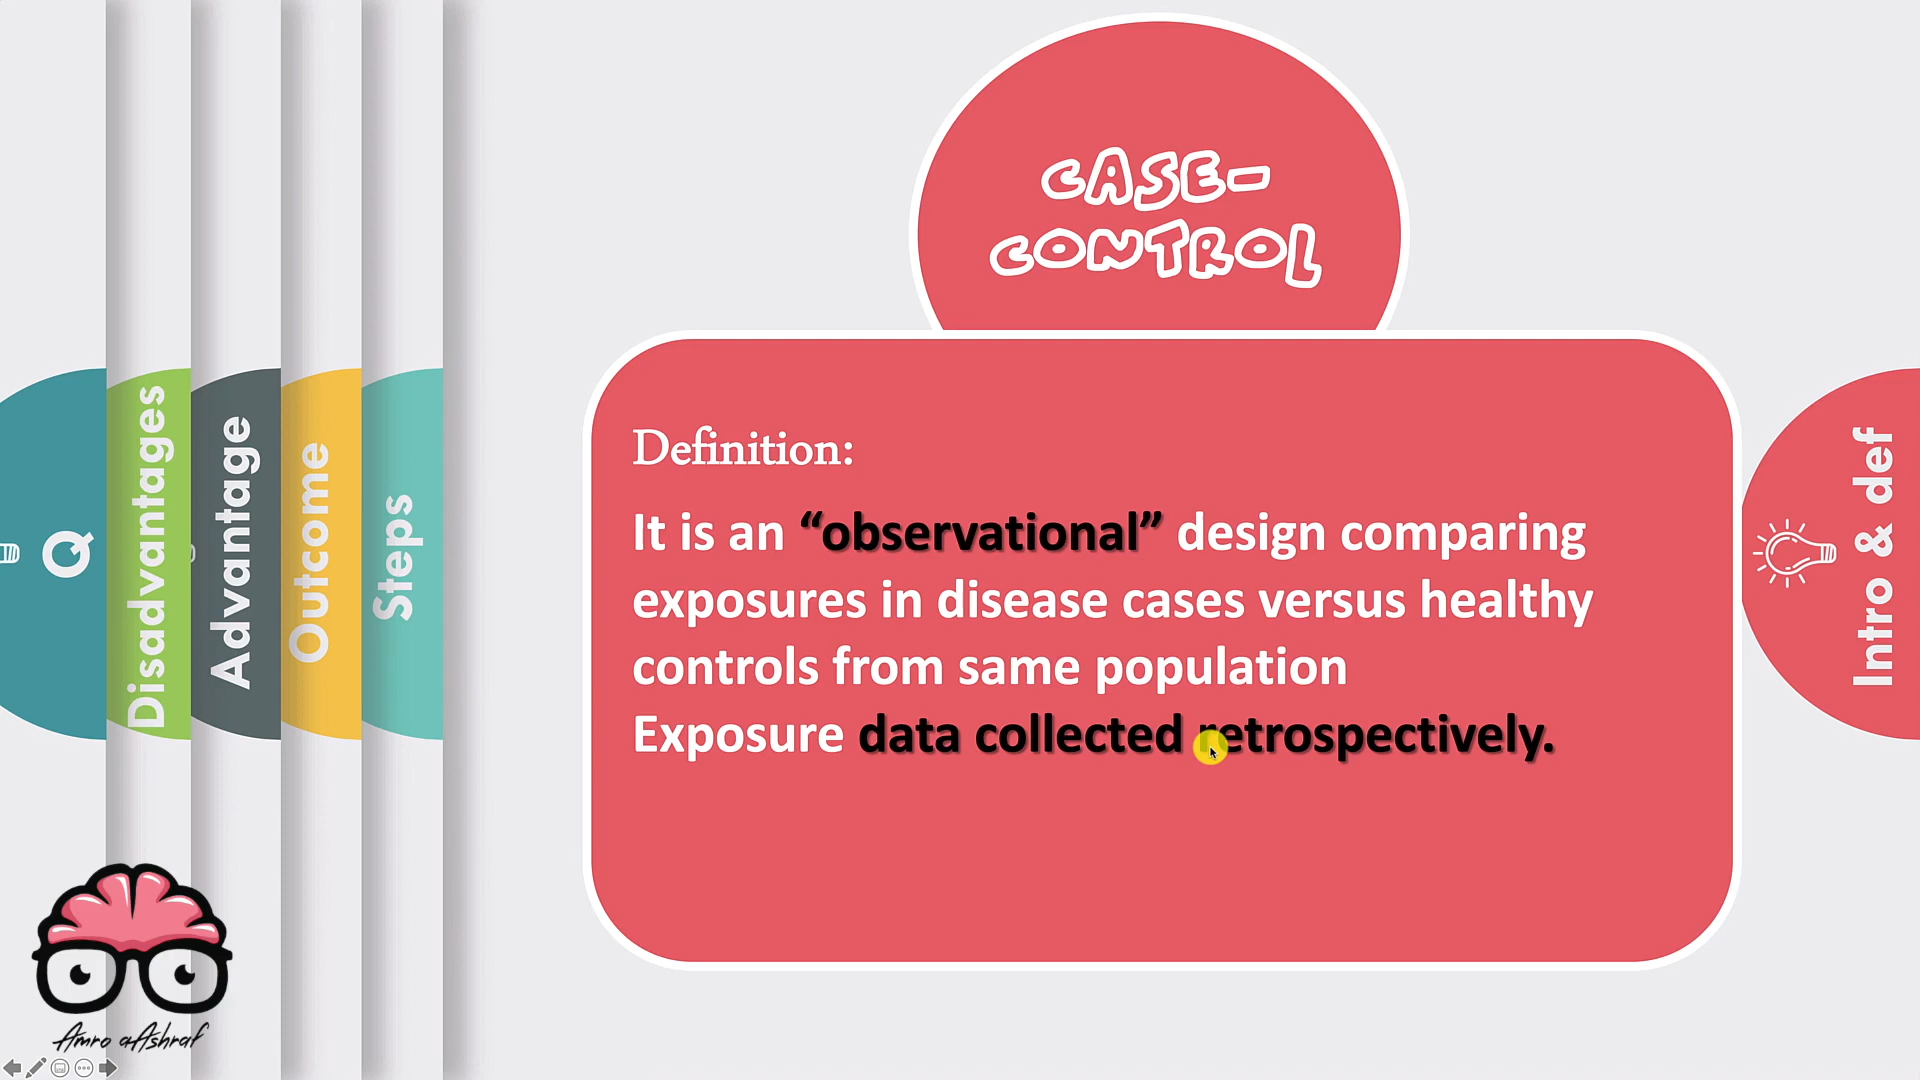 CASE-
CONTROL
Definition:
It is an “observational” design comparing
exposures in disease cases versus healthy
controls from same population
Exposure data collected retrospectively.
Q
Disadvantages
Advantage
Outcome
Steps
Intro & def
Amro aAshraf